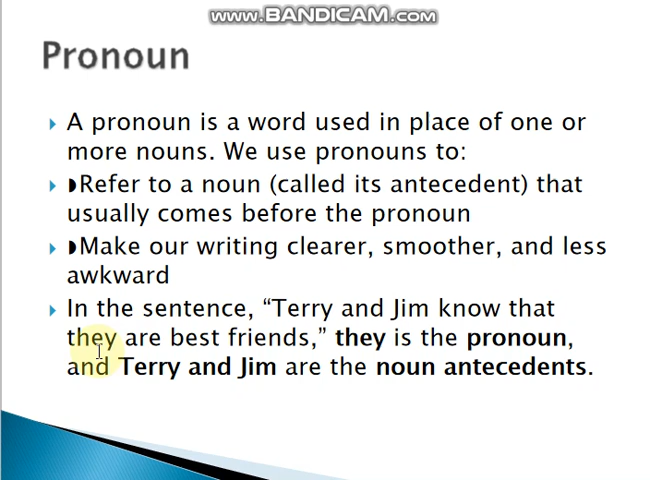 www.BANDICAM.com
Pronoun
A pronoun is a word used in place of one or
more nouns. We use pronouns to:
◗Refer to a noun (called its antecedent) that
usually comes before the pronoun
◗Make our writing clearer, smoother, and less
awkward
In the sentence, “Terry and Jim know that
they are best friends,” they is the pronoun,
and Terry and Jim are the noun antecedents.